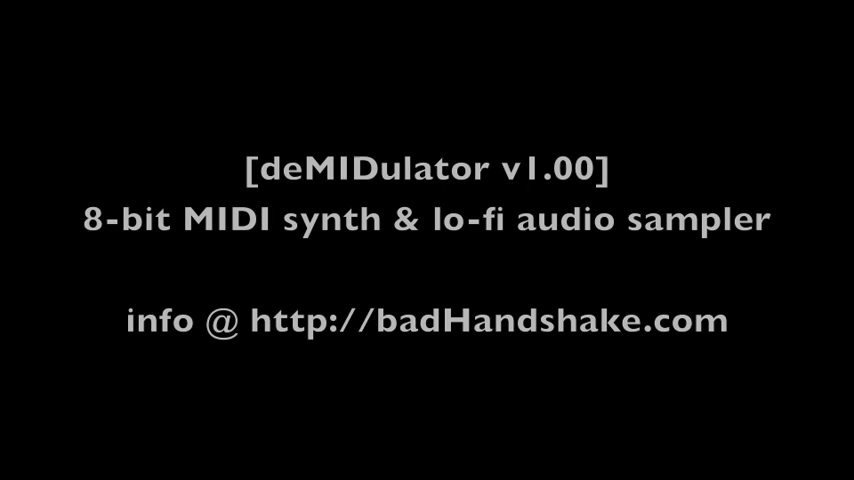 [deMIDulator v1.00]
8-bit MIDI synth & lo-fi audio sampler
info @ http://badHandshake.com